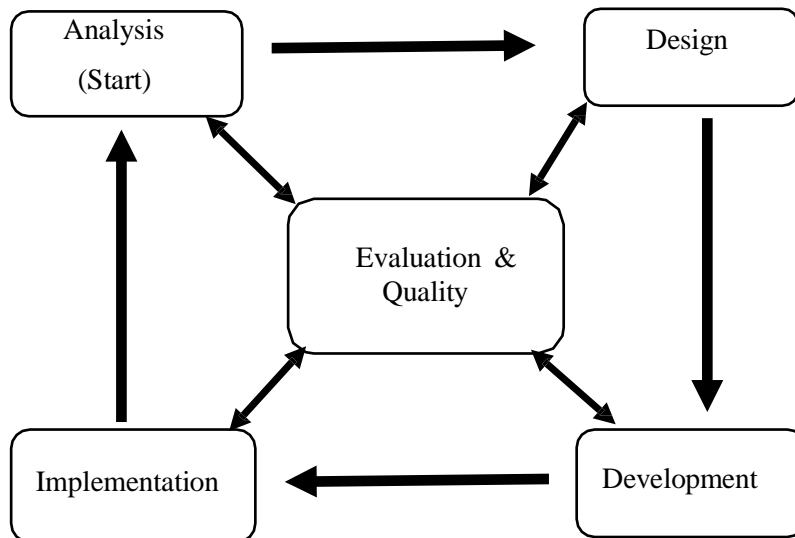 Analysis
(Start)
Design
Evaluation &
Quality
Implementation
Development